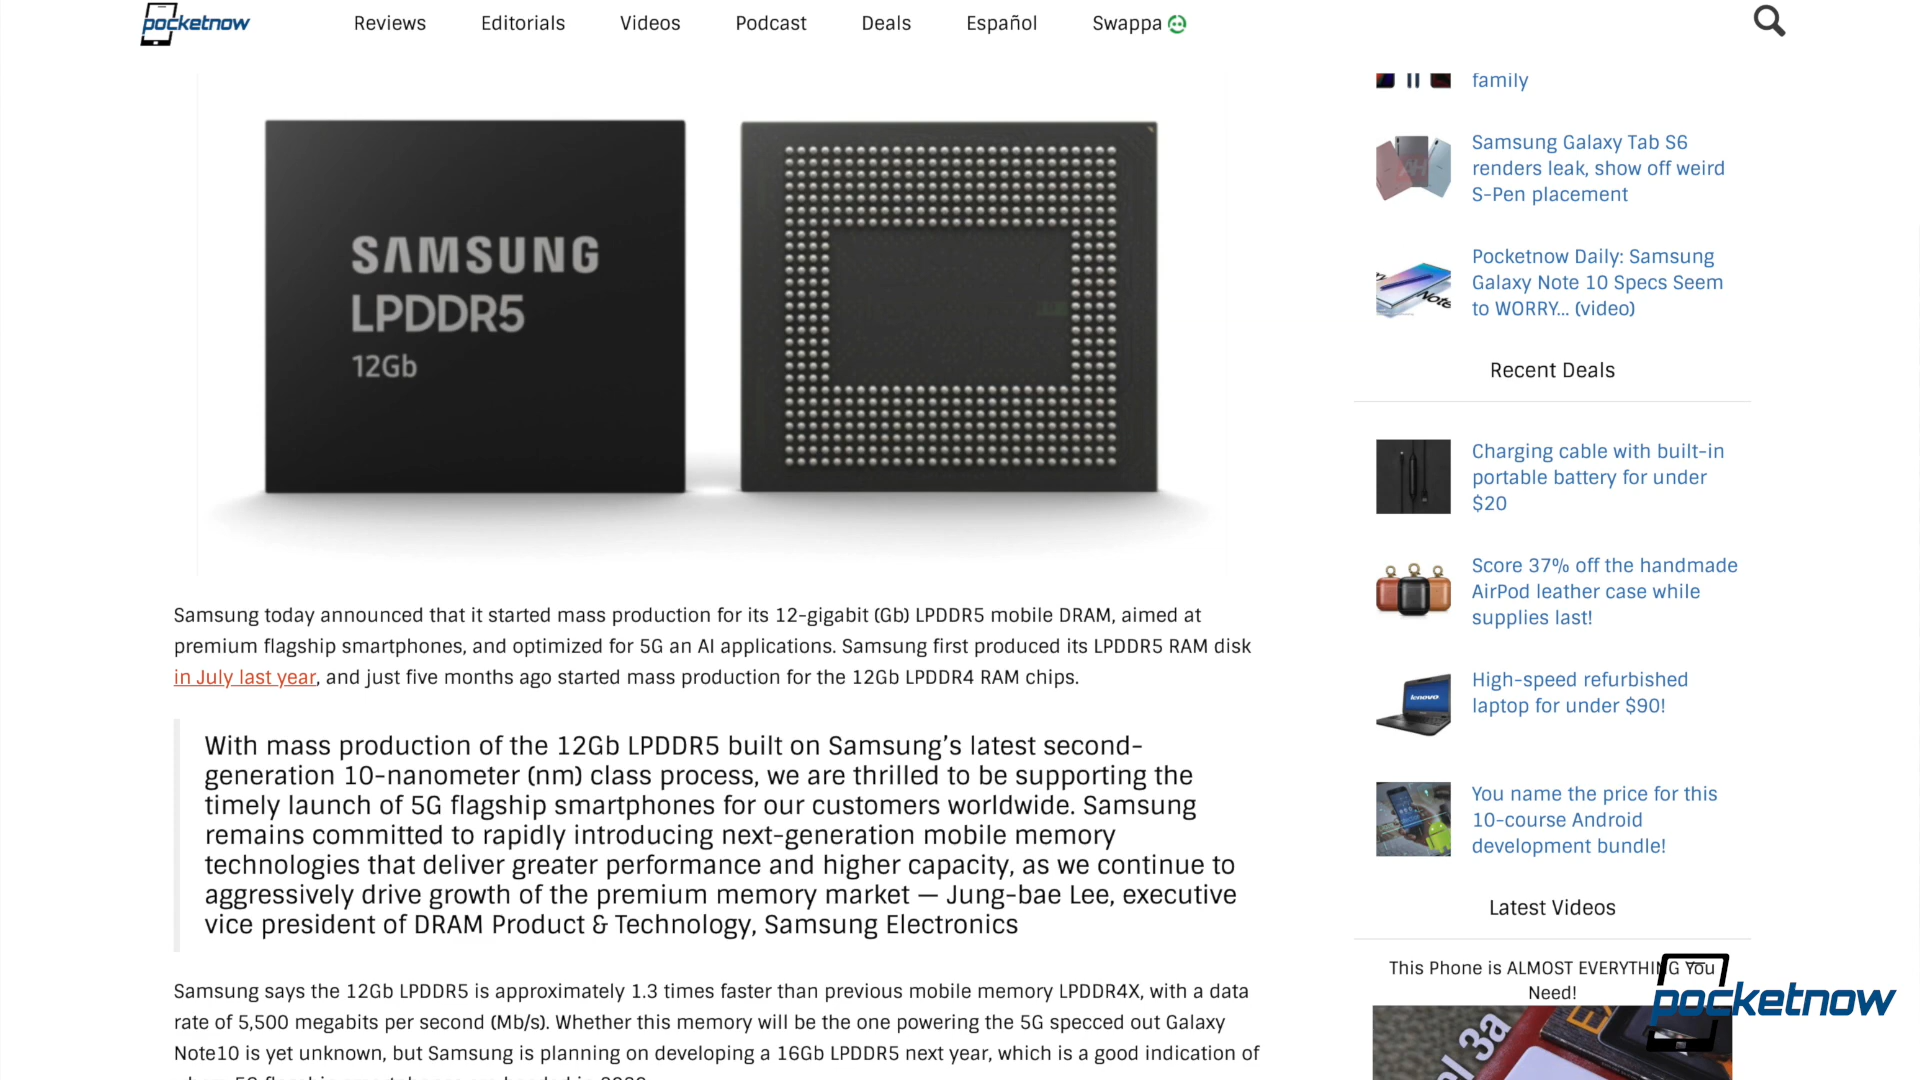 pocketnow
Reviews
Editorials
Videos
Podcast
Deals
Español
Swappa
SAMSUNG
LPDDR5
12Gb
Samsung today announced that it started mass production for its 12-gigabit (Gb) LPDDR5 mobile DRAM, aimed at
premium flagship smartphones, and optimized for 5G an AI applications. Samsung first produced its LPDDR5 RAM disk
in July last year, and just five months ago started mass production for the 12Gb LPDDR4 RAM chips.
With mass production of the 12Gb LPDDR5 built on Samsung’s latest second-
generation 10-nanometer (nm) class process, we are thrilled to be supporting the
timely launch of 5G flagship smartphones for our customers worldwide. Samsung
remains committed to rapidly introducing next-generation mobile memory
technologies that deliver greater performance and higher capacity, as we continue to
aggressively drive growth of the premium memory market — Jung-bae Lee, executive
vice president of DRAM Product & Technology, Samsung Electronics
Samsung says the 12Gb LPDDR5 is approximately 1.3 times faster than previous mobile memory LPDDR4X, with a data
rate of 5,500 megabits per second (Mb/s). Whether this memory will be the one powering the 5G specced out Galaxy
Note10 is yet unknown, but Samsung is planning on developing a 16Gb LPDDR5 next year, which is a good indication of
family
Samsung Galaxy Tab S6
renders leak, show off weird
S-Pen placement
AH
Pocketnow Daily: Samsung
Galaxy Note 10 Specs Seem
to WORRY... (video)
Note
Recent Deals
Charging cable with built-in
portable battery for under
$20
Score 37% off the handmade
AirPod leather case while
supplies last!
High-speed refurbished
laptop for under $90!
lenovo
You name the price for this
10-course Android
development bundle!
Latest Videos
This Phone is ALMOST EVERYTHING You
Need!
el 3a
pocketnow